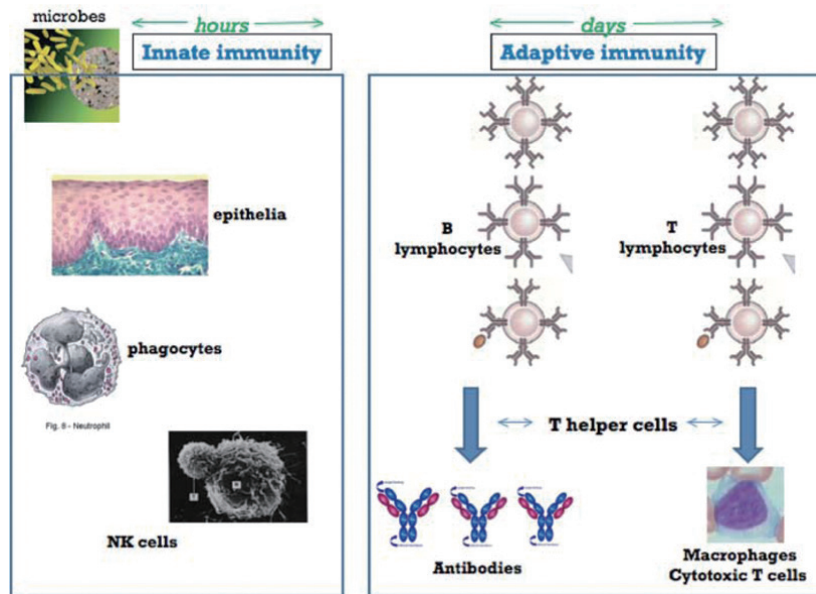 microbes
hours
Innate immunity
days
Adaptive immunity
epithelia
phagocytes
Fig. 8 - Neutrophil
NK cells
B
lymphocytes
T
lymphocytes
T helper cells
Antibodies
Macrophages
Cytotoxic T cells